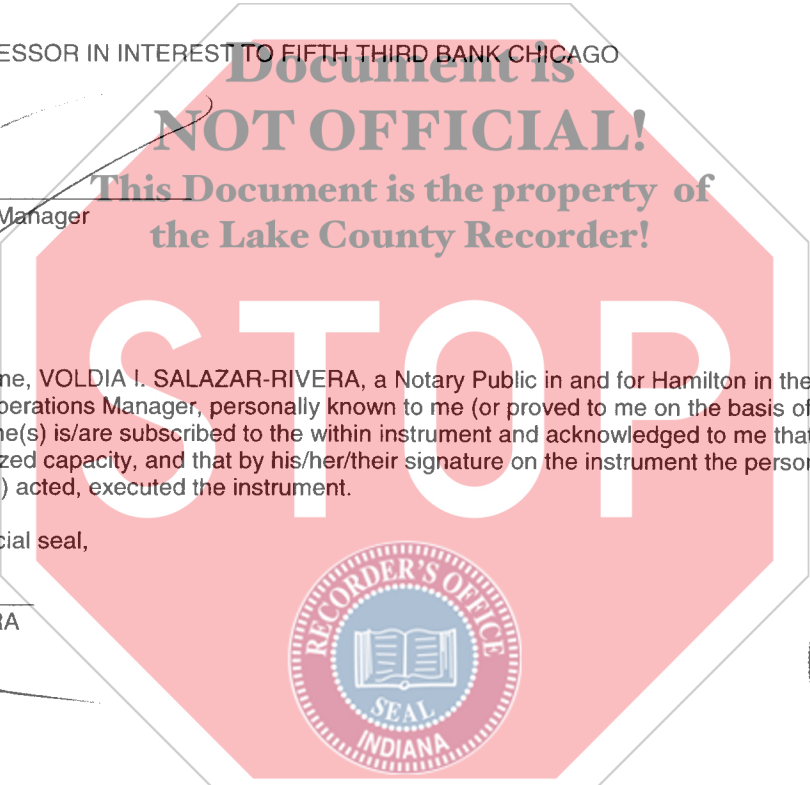 ESSOR IN INTEREST TO FIFTH THIRD BANK CHICAGO
Document is
NOT OFFICIAL!
This Document is the property of
Manager
the Lake County Recorder!
STOP
me, VOLDIA I. SALAZAR-RIVERA, a Notary Public in and for Hamilton in the
perations Manager, personally known to me (or proved to me on the basis of
ne(s) is/are subscribed to the within instrument and acknowledged to me that
zed capacity, and that by his/her/their signature on the instrument the person
) acted, executed the instrument.
cial seal,
RA
RECORDER'S OFFICE
SEAL
INDIANA